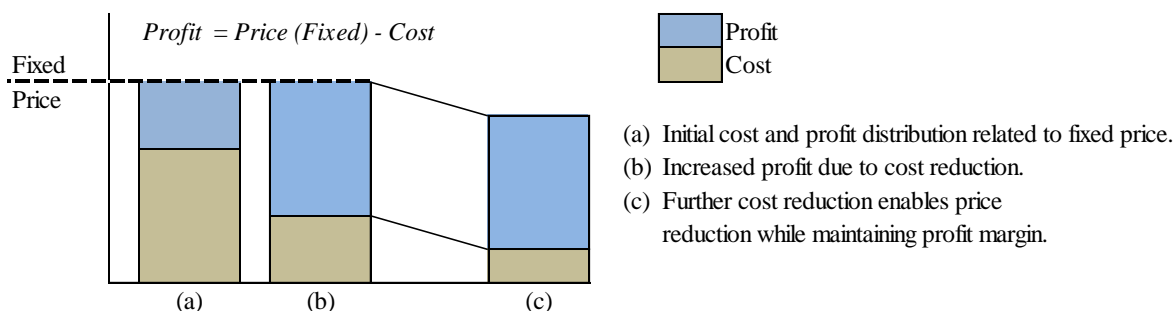 Profit = Price (Fixed) - Cost
Fixed
Price
Profit
Cost
(a) Initial cost and profit distribution related to fixed price.
(b) Increased profit due to cost reduction.
(c) Further cost reduction enables price
reduction while maintaining profit margin.
(a) (b) (c)